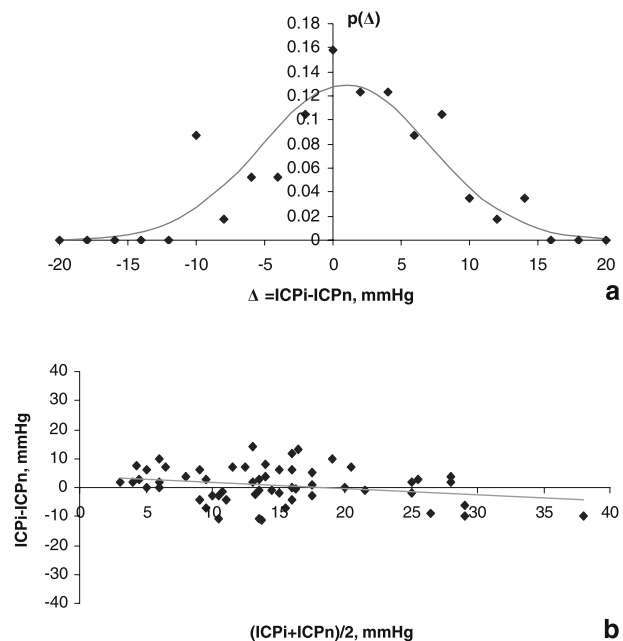 p(Δ)
0.18
0.16
0.14
0.12
0.1
0.08
0.06
0.04
0.02
0
-20 -15 -10 -5 0 5 10 15 20
Δ =ICPi-ICPn, mmHg
a
40
30
20
10
0
-10
-20
-30
-40
0 5 10 15 20 25 30 35 40
ICPi-ICPn, mmHg
(ICPi+ICPn)/2, mmHg
b